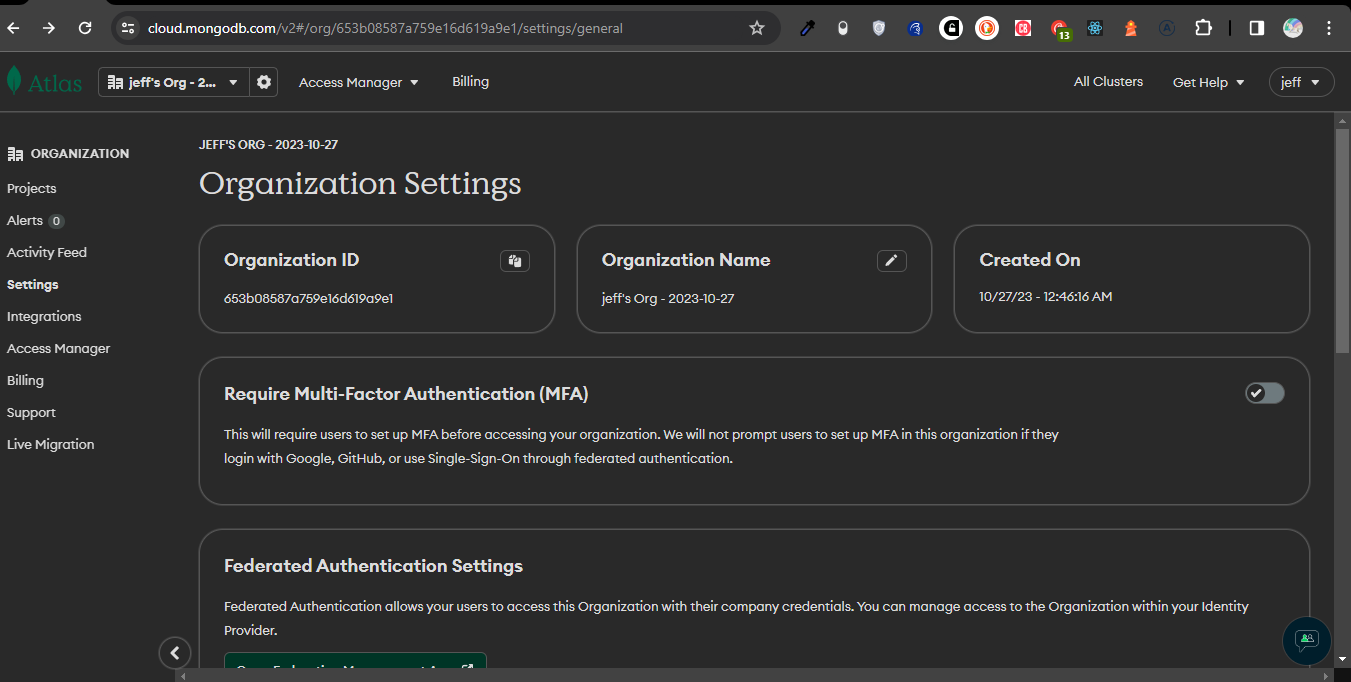 cloud.mongodb.com/v2#/org/653b08587a759e16d619a9e1/settings/general
13
Atlas
jeff's Org - 2...
Access Manager
Billing
All Clusters
Get Help
jeff
ORGANIZATION
Projects
Alerts 0
Activity Feed
Settings
Integrations
Access Manager
Billing
Support
Live Migration
JEFF'S ORG - 2023-10-27
Organization Settings
Organization ID
653b08587a759e16d619a9e1
Organization Name
jeff's Org - 2023-10-27
Created On
10/27/23 - 12:46:16 AM
Require Multi-Factor Authentication (MFA)
This will require users to set up MFA before accessing your organization. We will not prompt users to set up MFA in this organization if they
login with Google, GitHub, or use Single-Sign-On through federated authentication.
Federated Authentication Settings
Federated Authentication allows your users to access this Organization with their company credentials. You can manage access to the Organization within your Identity
Provider.